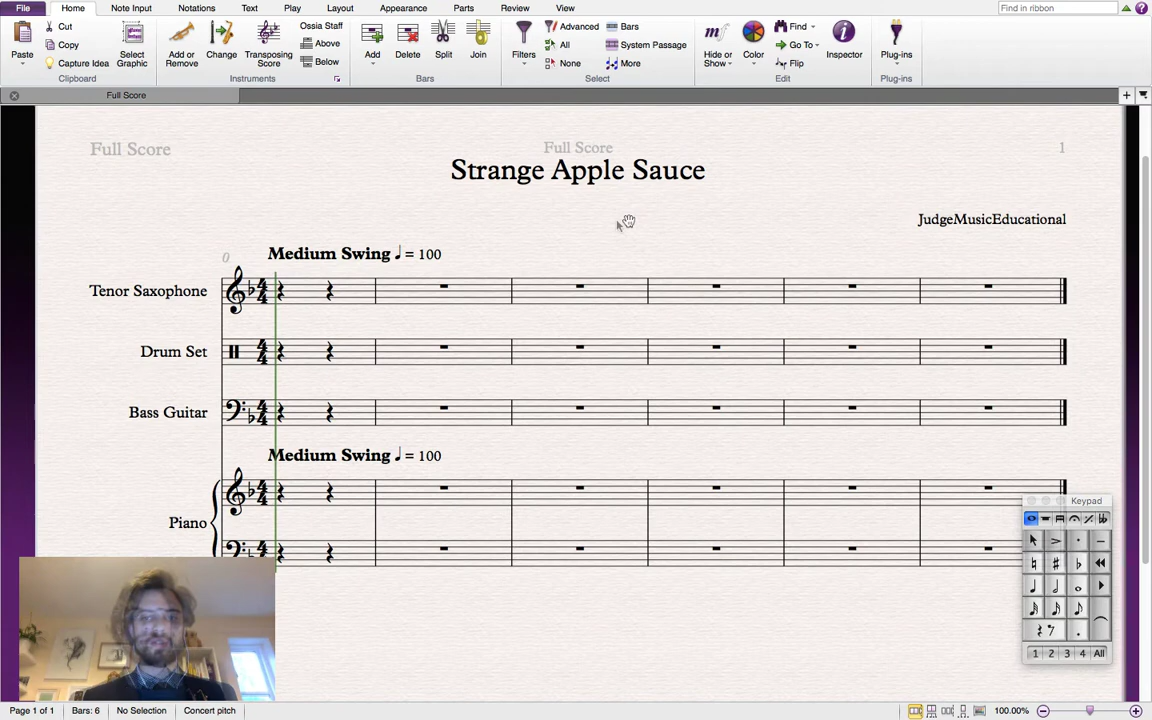 File Home Note Input Notations Text Play Layout Appearance Parts Review View Find in ribbon
Paste Cut Copy Capture Idea Select Graphic Clipboard
Add or Remove Change Transposing Score Ossia Staff Above Below Instruments
Add Delete Split Join Bars
Filters Advanced All None Bars System Passage More Select
Hide or Show Color Find Go To Flip Inspector Edit
Plug-ins Plug-ins
Full Score
Full Score Full Score 1
Strange Apple Sauce
JudgeMusicEducational
0
Medium Swing ♩ = 100
Tenor Saxophone
Drum Set
Bass Guitar
Medium Swing ♩ = 100
Piano
Keypad
1 2 3 4 All
Page 1 of 1 Bars: 6 No Selection Concert pitch 100.00%